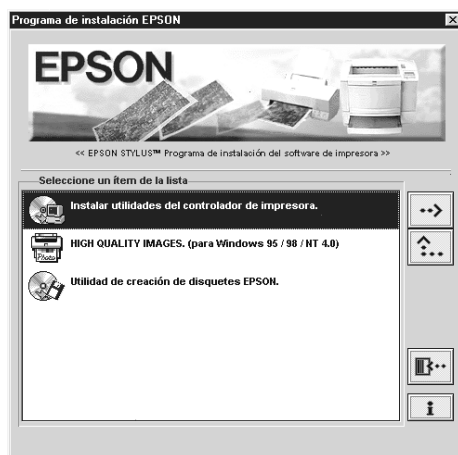 Programa de instalación EPSON
EPSON
<< EPSON STYLUS™ Programa de instalación del software de impresora >>
Seleccione un ítem de la lista
Instalar utilidades del controlador de impresora.
HIGH QUALITY IMAGES. (para Windows 95 / 98 / NT 4.0)
Photo
Utilidad de creación de disquetes EPSON.
i